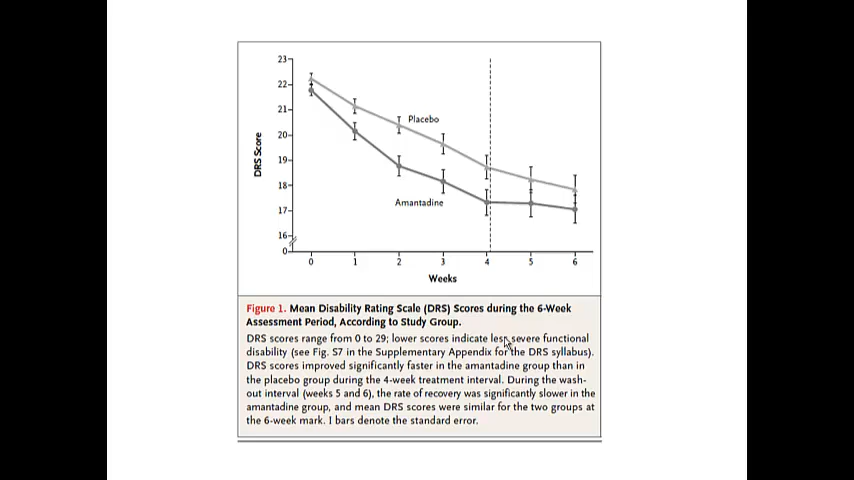 23
22
21
20
19
18
17
16
0
DRS Score
Placebo
Amantadine
0 1 2 3 4 5 6
Weeks
Figure 1. Mean Disability Rating Scale (DRS) Scores during the 6-Week
Assessment Period, According to Study Group.
DRS scores range from 0 to 29; lower scores indicate less severe functional
disability (see Fig. S7 in the Supplementary Appendix for the DRS syllabus).
DRS scores improved significantly faster in the amantadine group than in
the placebo group during the 4-week treatment interval. During the wash-
out interval (weeks 5 and 6), the rate of recovery was significantly slower in the
amantadine group, and mean DRS scores were similar for the two groups at
the 6-week mark. I bars denote the standard error.